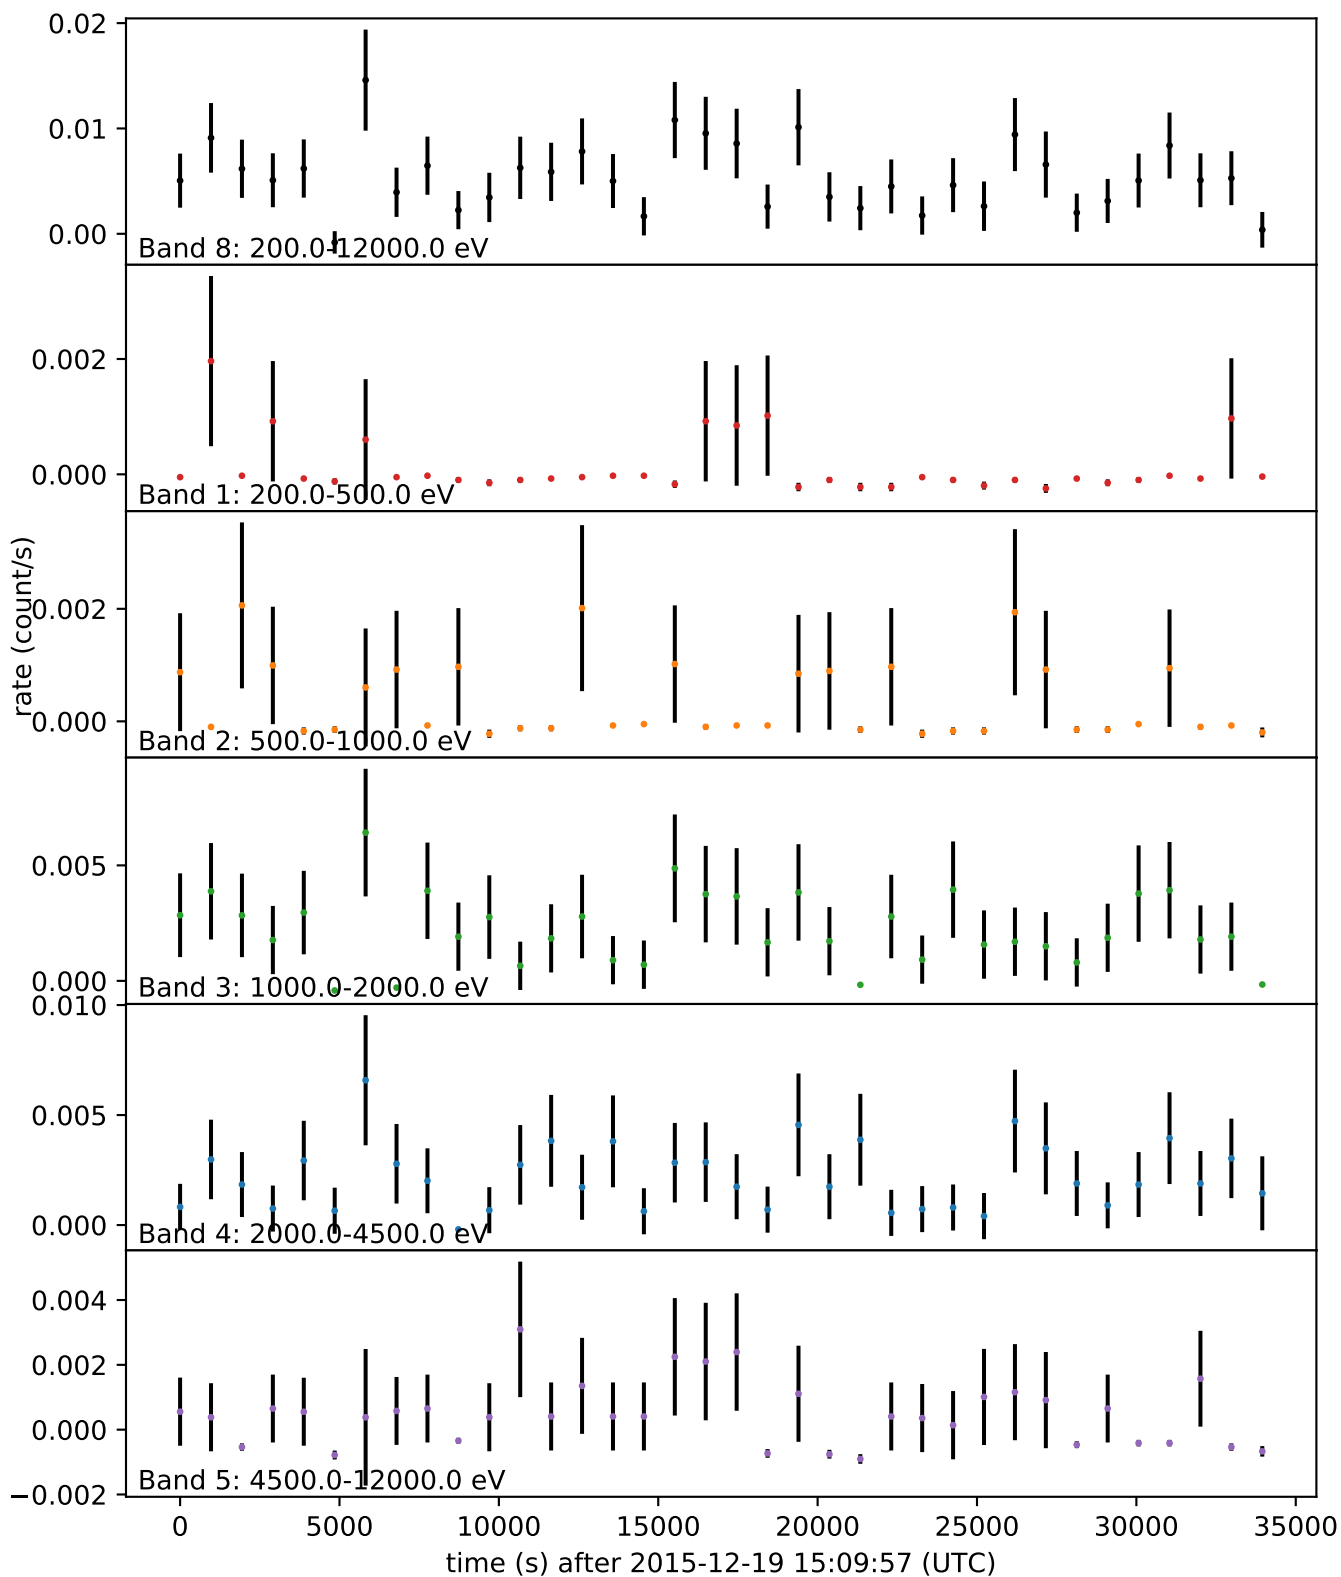 0.02
0.01
0.00
Band 8: 200.0-12000.0 eV
0.002
0.000
Band 1: 200.0-500.0 eV
rate (count/s)
0.002
0.000
Band 2: 500.0-1000.0 eV
0.005
0.000
Band 3: 1000.0-2000.0 eV
0.010
0.005
0.000
Band 4: 2000.0-4500.0 eV
0.004
0.002
0.000
−0.002
Band 5: 4500.0-12000.0 eV
0 5000 10000 15000 20000 25000 30000 35000
time (s) after 2015-12-19 15:09:57 (UTC)